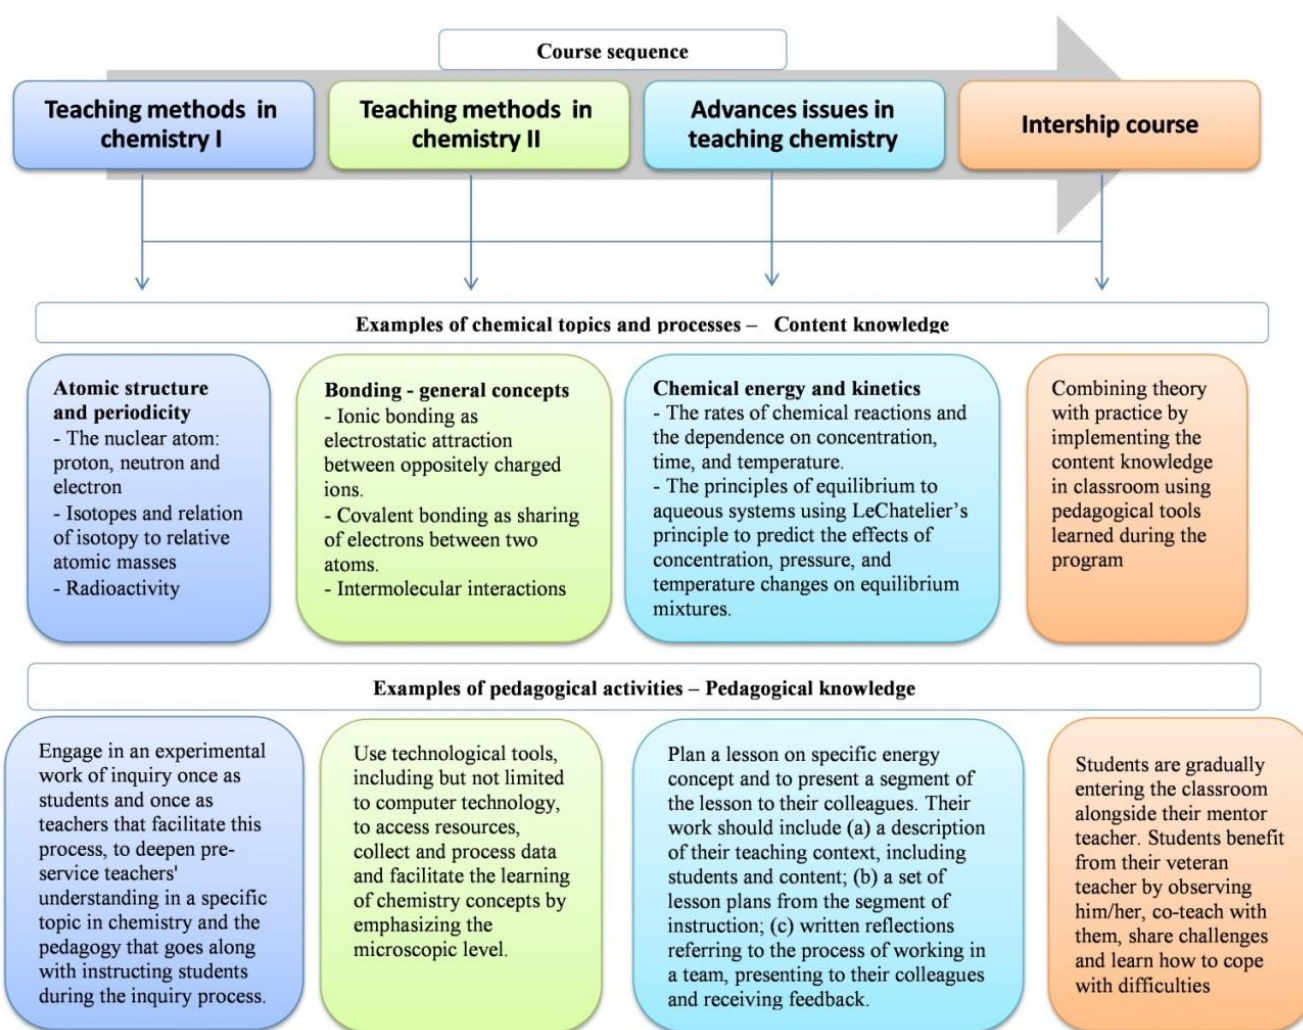 Course sequence
Teaching methods in
chemistry I
Teaching methods in
chemistry II
Advances issues in
teaching chemistry
Intership course
Examples of chemical topics and processes – Content knowledge
Atomic structure
and periodicity
- The nuclear atom:
proton, neutron and
electron
- Isotopes and relation
of isotopy to relative
atomic masses
- Radioactivity
Bonding - general concepts
- Ionic bonding as
electrostatic attraction
between oppositely charged
ions.
- Covalent bonding as sharing
of electrons between two
atoms.
- Intermolecular interactions
Chemical energy and kinetics
- The rates of chemical reactions and
the dependence on concentration,
time, and temperature.
- The principles of equilibrium to
aqueous systems using LeChatelier’s
principle to predict the effects of
concentration, pressure, and
temperature changes on equilibrium
mixtures.
Combining theory
with practice by
implementing the
content knowledge
in classroom using
pedagogical tools
learned during the
program
Examples of pedagogical activities – Pedagogical knowledge
Engage in an experimental
work of inquiry once as
students and once as
teachers that facilitate this
process, to deepen pre-
service teachers'
understanding in a specific
topic in chemistry and the
pedagogy that goes along
with instructing students
during the inquiry process.
Use technological tools,
including but not limited
to computer technology,
to access resources,
collect and process data
and facilitate the learning
of chemistry concepts by
emphasizing the
microscopic level.
Plan a lesson on specific energy
concept and to present a segment of
the lesson to their colleagues. Their
work should include (a) a description
of their teaching context, including
students and content; (b) a set of
lesson plans from the segment of
instruction; (c) written reflections
referring to the process of working in
a team, presenting to their colleagues
and receiving feedback.
Students are gradually
entering the classroom
alongside their mentor
teacher. Students benefit
from their veteran
teacher by observing
him/her, co-teach with
them, share challenges
and learn how to cope
with difficulties